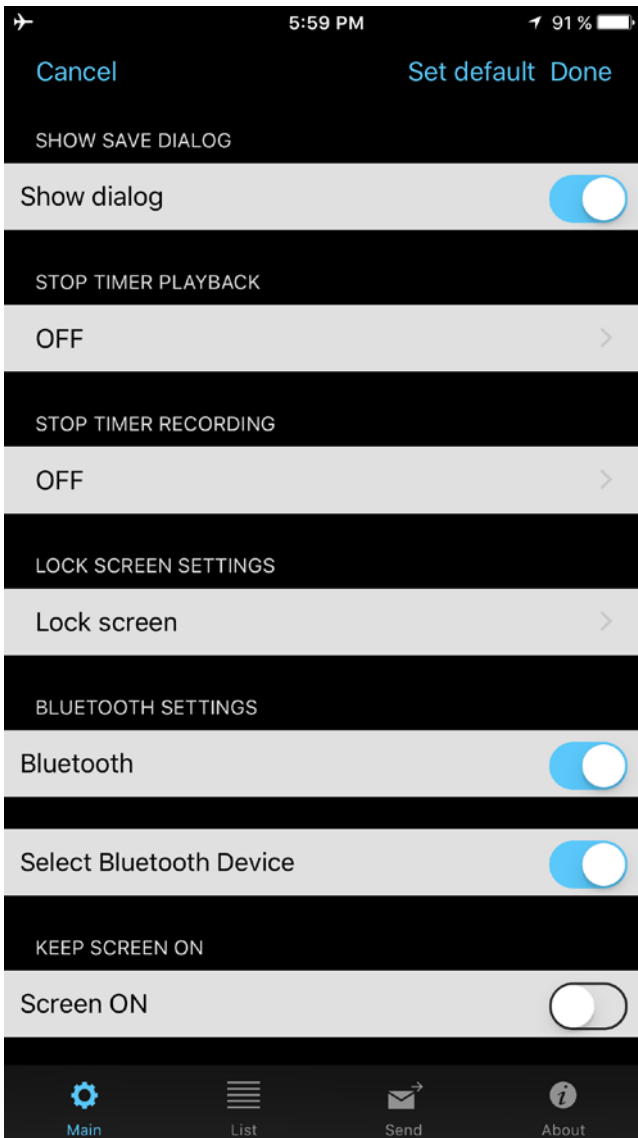 5:59 PM 91 %
Cancel Set default Done
SHOW SAVE DIALOG
Show dialog
STOP TIMER PLAYBACK
OFF
STOP TIMER RECORDING
OFF
LOCK SCREEN SETTINGS
Lock screen
BLUETOOTH SETTINGS
Bluetooth
Select Bluetooth Device
KEEP SCREEN ON
Screen ON
Main List Send About